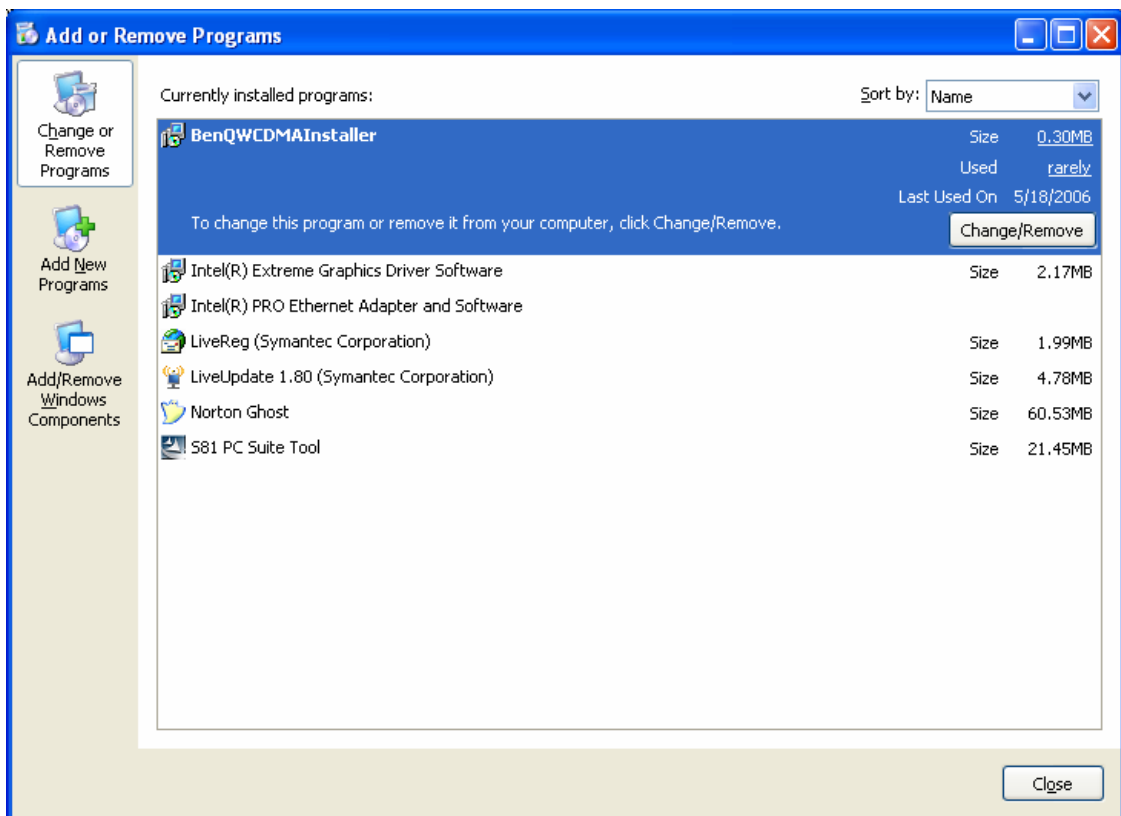 Add or Remove Programs
Change or
Remove
Programs
Add New
Programs
Add/Remove
Windows
Components
Currently installed programs:
Sort by: Name
BenQWCDMAInstaller Size 0.30MB
Used rarely
Last Used On 5/18/2006
To change this program or remove it from your computer, click Change/Remove. Change/Remove
Intel(R) Extreme Graphics Driver Software Size 2.17MB
Intel(R) PRO Ethernet Adapter and Software
LiveReg (Symantec Corporation) Size 1.99MB
LiveUpdate 1.80 (Symantec Corporation) Size 4.78MB
Norton Ghost Size 60.53MB
S81 PC Suite Tool Size 21.45MB
Close